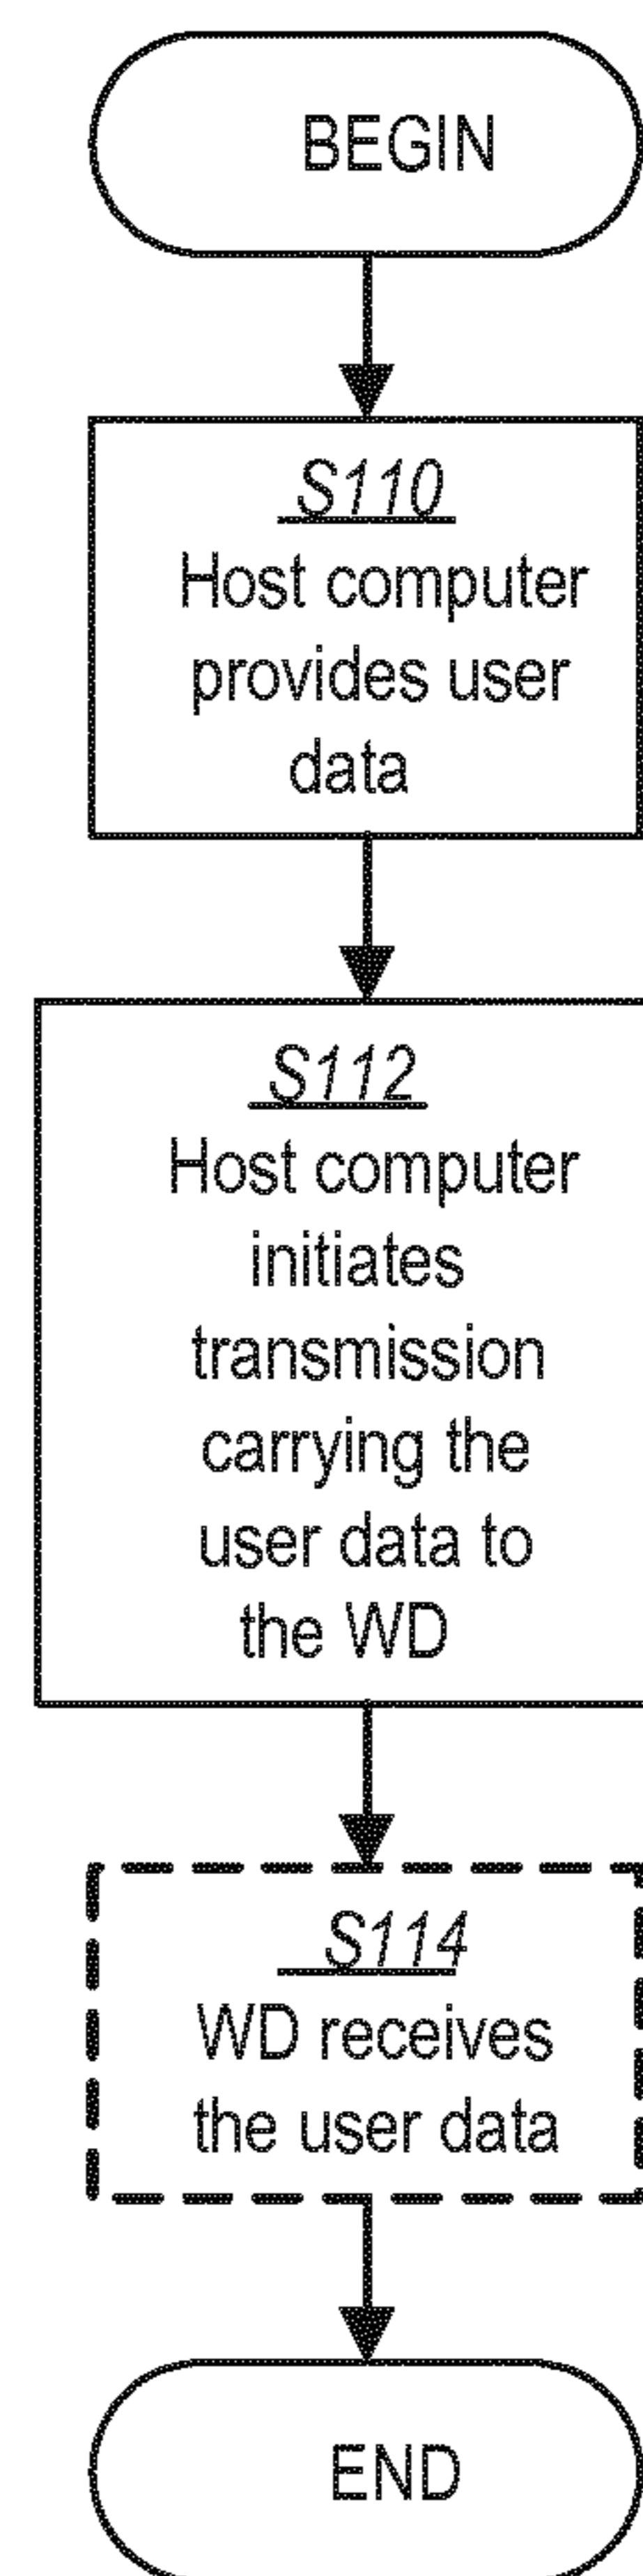 BEGIN
S110
Host computer
provides user
data
S112
Host computer
initiates
transmission
carrying the
user data to
the WD
S114
WD receives
the user data
END